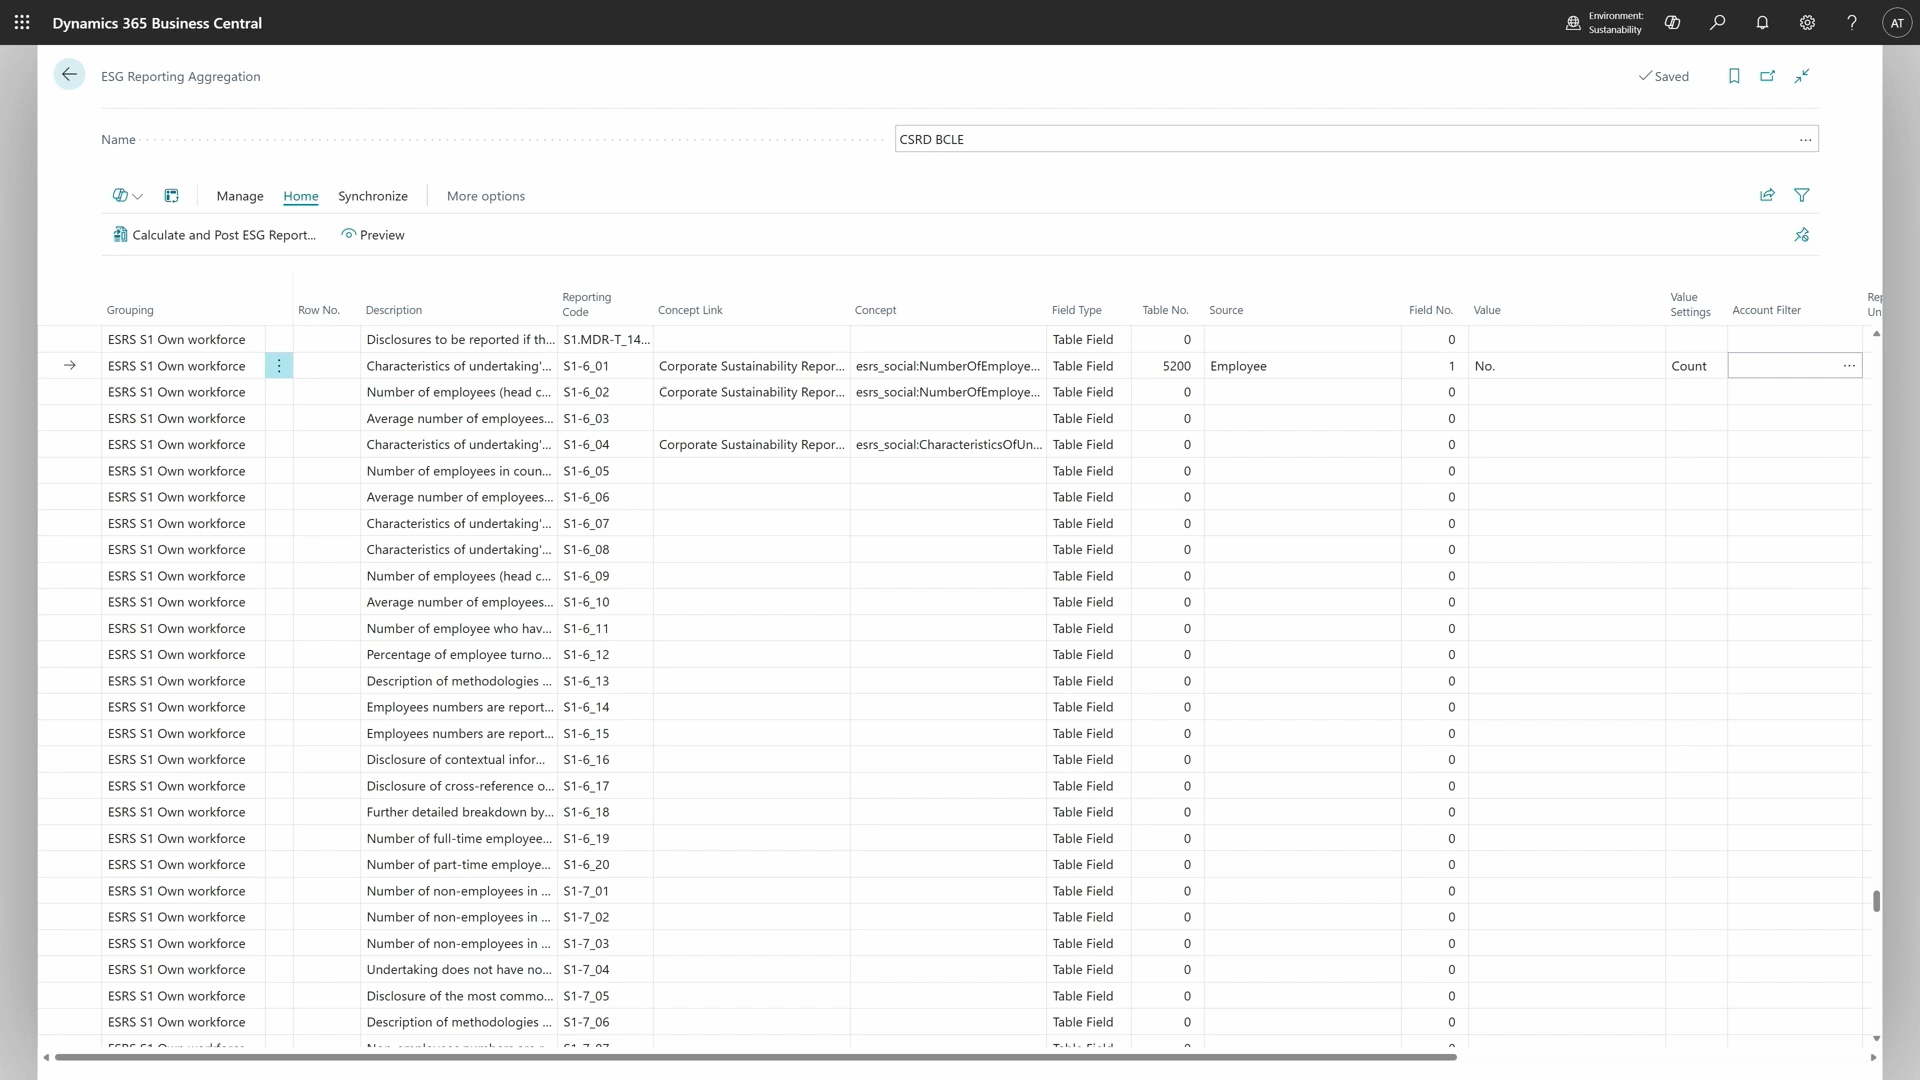 Dynamics 365 Business Central
Environment:
Sustanability
AT
ESG Reporting Aggregation
Saved
Name
CSRD BCLE
Manage Home Synchronize More options
Calculate and Post ESG Report... Preview
Grouping Row No. Description Reporting Code Concept Link Concept Field Type Table No. Source Field No. Value Value Settings Account Filter Rep Un
ESRS S1 Own workforce Disclosures to be reported if th... S1.MDR-T_14... Table Field 0 0
ESRS S1 Own workforce Characteristics of undertaking'... S1-6_01 Corporate Sustainability Repor... esrs_social:NumberOfEmploye... Table Field 5200 Employee 1 No. Count
ESRS S1 Own workforce Number of employees (head c... S1-6_02 Corporate Sustainability Repor... esrs_social:NumberOfEmploye... Table Field 0 0
ESRS S1 Own workforce Average number of employees... S1-6_03 Table Field 0 0
ESRS S1 Own workforce Characteristics of undertaking'... S1-6_04 Corporate Sustainability Repor... esrs_social:CharacteristicsOfUn... Table Field 0 0
ESRS S1 Own workforce Number of employees in coun... S1-6_05 Table Field 0 0
ESRS S1 Own workforce Average number of employees... S1-6_06 Table Field 0 0
ESRS S1 Own workforce Characteristics of undertaking'... S1-6_07 Table Field 0 0
ESRS S1 Own workforce Characteristics of undertaking'... S1-6_08 Table Field 0 0
ESRS S1 Own workforce Number of employees (head c... S1-6_09 Table Field 0 0
ESRS S1 Own workforce Average number of employees... S1-6_10 Table Field 0 0
ESRS S1 Own workforce Number of employee who hav... S1-6_11 Table Field 0 0
ESRS S1 Own workforce Percentage of employee turno... S1-6_12 Table Field 0 0
ESRS S1 Own workforce Description of methodologies ... S1-6_13 Table Field 0 0
ESRS S1 Own workforce Employees numbers are report... S1-6_14 Table Field 0 0
ESRS S1 Own workforce Employees numbers are report... S1-6_15 Table Field 0 0
ESRS S1 Own workforce Disclosure of contextual infor... S1-6_16 Table Field 0 0
ESRS S1 Own workforce Disclosure of cross-reference o... S1-6_17 Table Field 0 0
ESRS S1 Own workforce Further detailed breakdown by... S1-6_18 Table Field 0 0
ESRS S1 Own workforce Number of full-time employee... S1-6_19 Table Field 0 0
ESRS S1 Own workforce Number of part-time employe... S1-6_20 Table Field 0 0
ESRS S1 Own workforce Number of non-employees in ... S1-7_01 Table Field 0 0
ESRS S1 Own workforce Number of non-employees in ... S1-7_02 Table Field 0 0
ESRS S1 Own workforce Number of non-employees in ... S1-7_03 Table Field 0 0
ESRS S1 Own workforce Undertaking does not have no... S1-7_04 Table Field 0 0
ESRS S1 Own workforce Disclosure of the most commo... S1-7_05 Table Field 0 0
ESRS S1 Own workforce Description of methodologies ... S1-7_06 Table Field 0 0